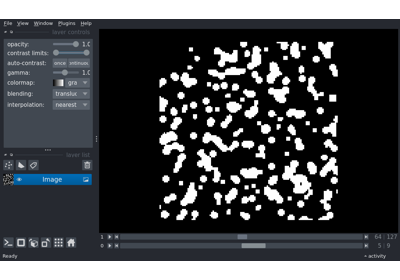 File View Window Plugins Help
layer controls
opacity: 1.0
contrast limits:
auto-contrast: once continuous
gamma: 1.0
colormap: gra
blending: transluc
interpolation: nearest
layer list
Image
1 64 127
0 5 9
Ready activity